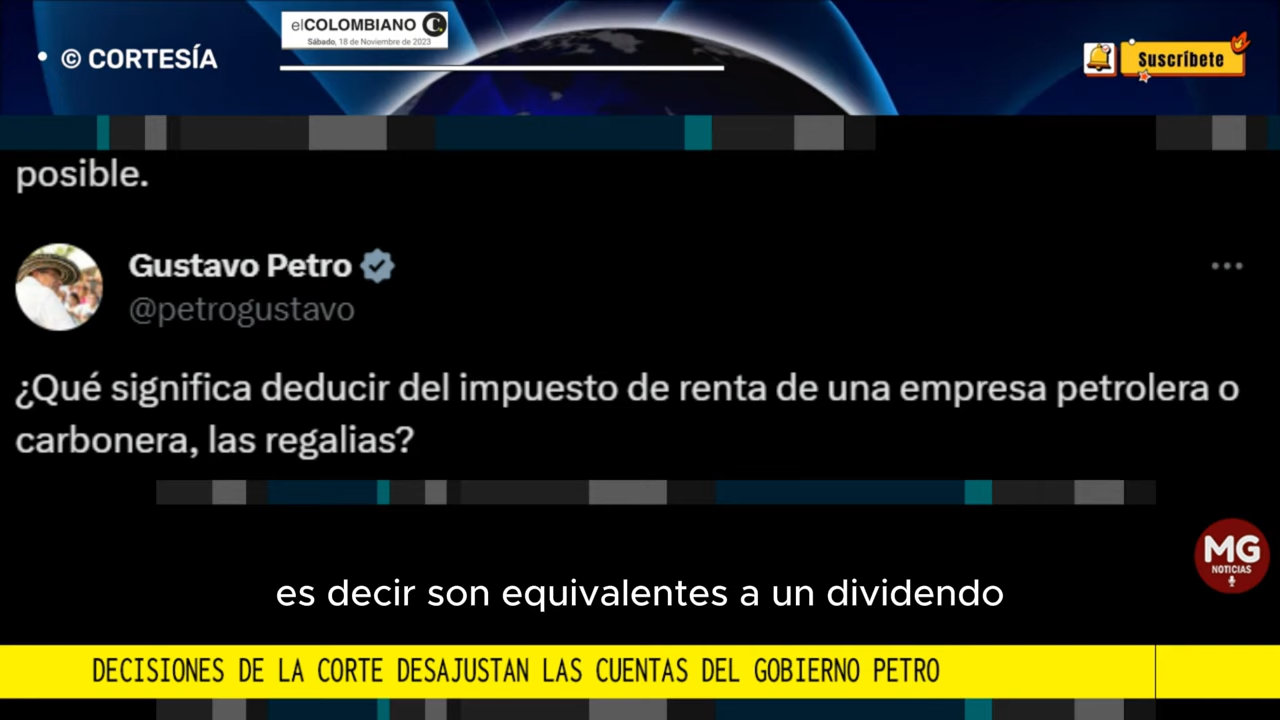 elCOLOMBIANO C.
Sábado, 18 de Noviembre de 2023
• © CORTESÍA
Suscríbete
posible.
Gustavo Petro
@petrogustavo
¿Qué significa deducir del impuesto de renta de una empresa petrolera o
carbonera, las regalias?
MG
NOTICIAS
es decir son equivalentes a un dividendo
DECISIONES DE LA CORTE DESAJUSTAN LAS CUENTAS DEL GOBIERNO PETRO